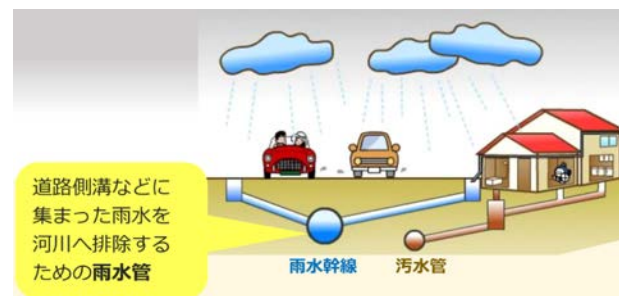 道路側溝などに
集まった雨水を
河川へ排除する
ための雨水管
雨水幹線
汚水管